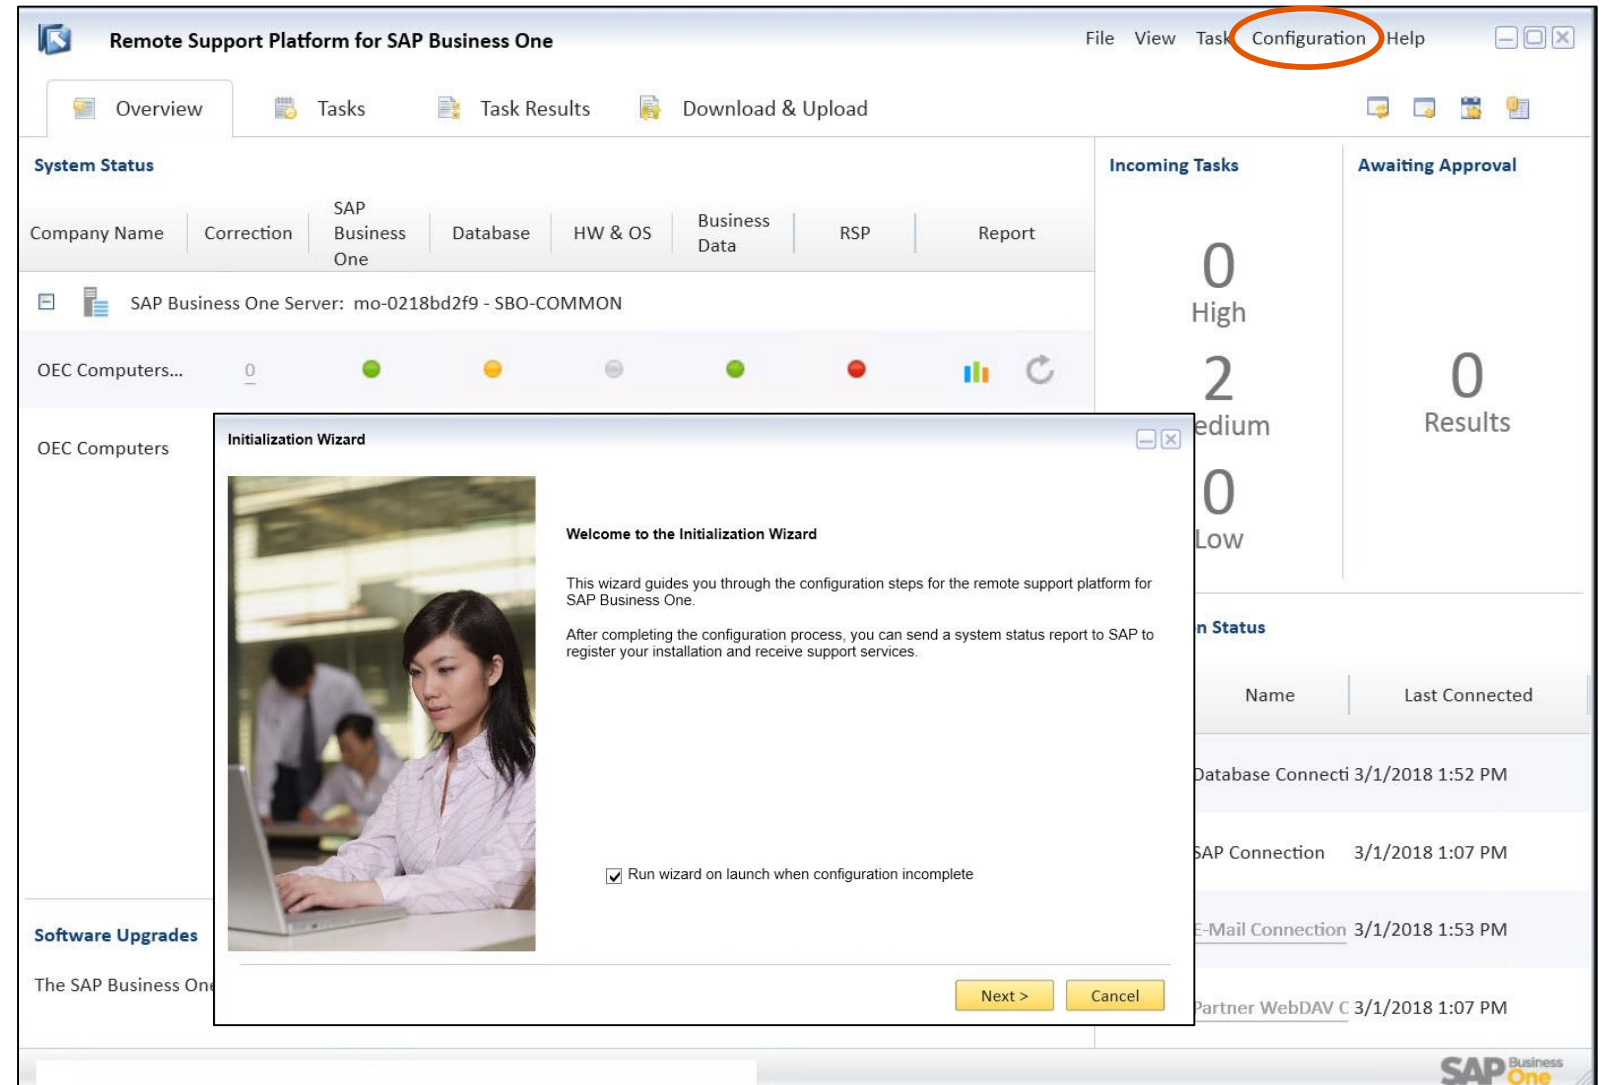 Remote Support Platform for SAP Business One
File View Task Configuration Help
Overview Tasks Task Results Download & Upload
System Status
Company Name Correction SAP Business One Database HW & OS Business Data RSP Report
SAP Business One Server: mo-0218bd2f9 - SBO-COMMON
OEC Computers... 0
OEC Computers
Incoming Tasks
0
High
2
edium
0
Low
Awaiting Approval
0
Results
Initialization Wizard
Welcome to the Initialization Wizard
This wizard guides you through the configuration steps for the remote support platform for
SAP Business One.
After completing the configuration process, you can send a system status report to SAP to
register your installation and receive support services.
Run wizard on launch when configuration incomplete
Next > Cancel
n Status
Name Last Connected
Database Connecti 3/1/2018 1:52 PM
SAP Connection 3/1/2018 1:07 PM
E-Mail Connection 3/1/2018 1:53 PM
Partner WebDAV C 3/1/2018 1:07 PM
Software Upgrades
The SAP Business One
SAP Business One